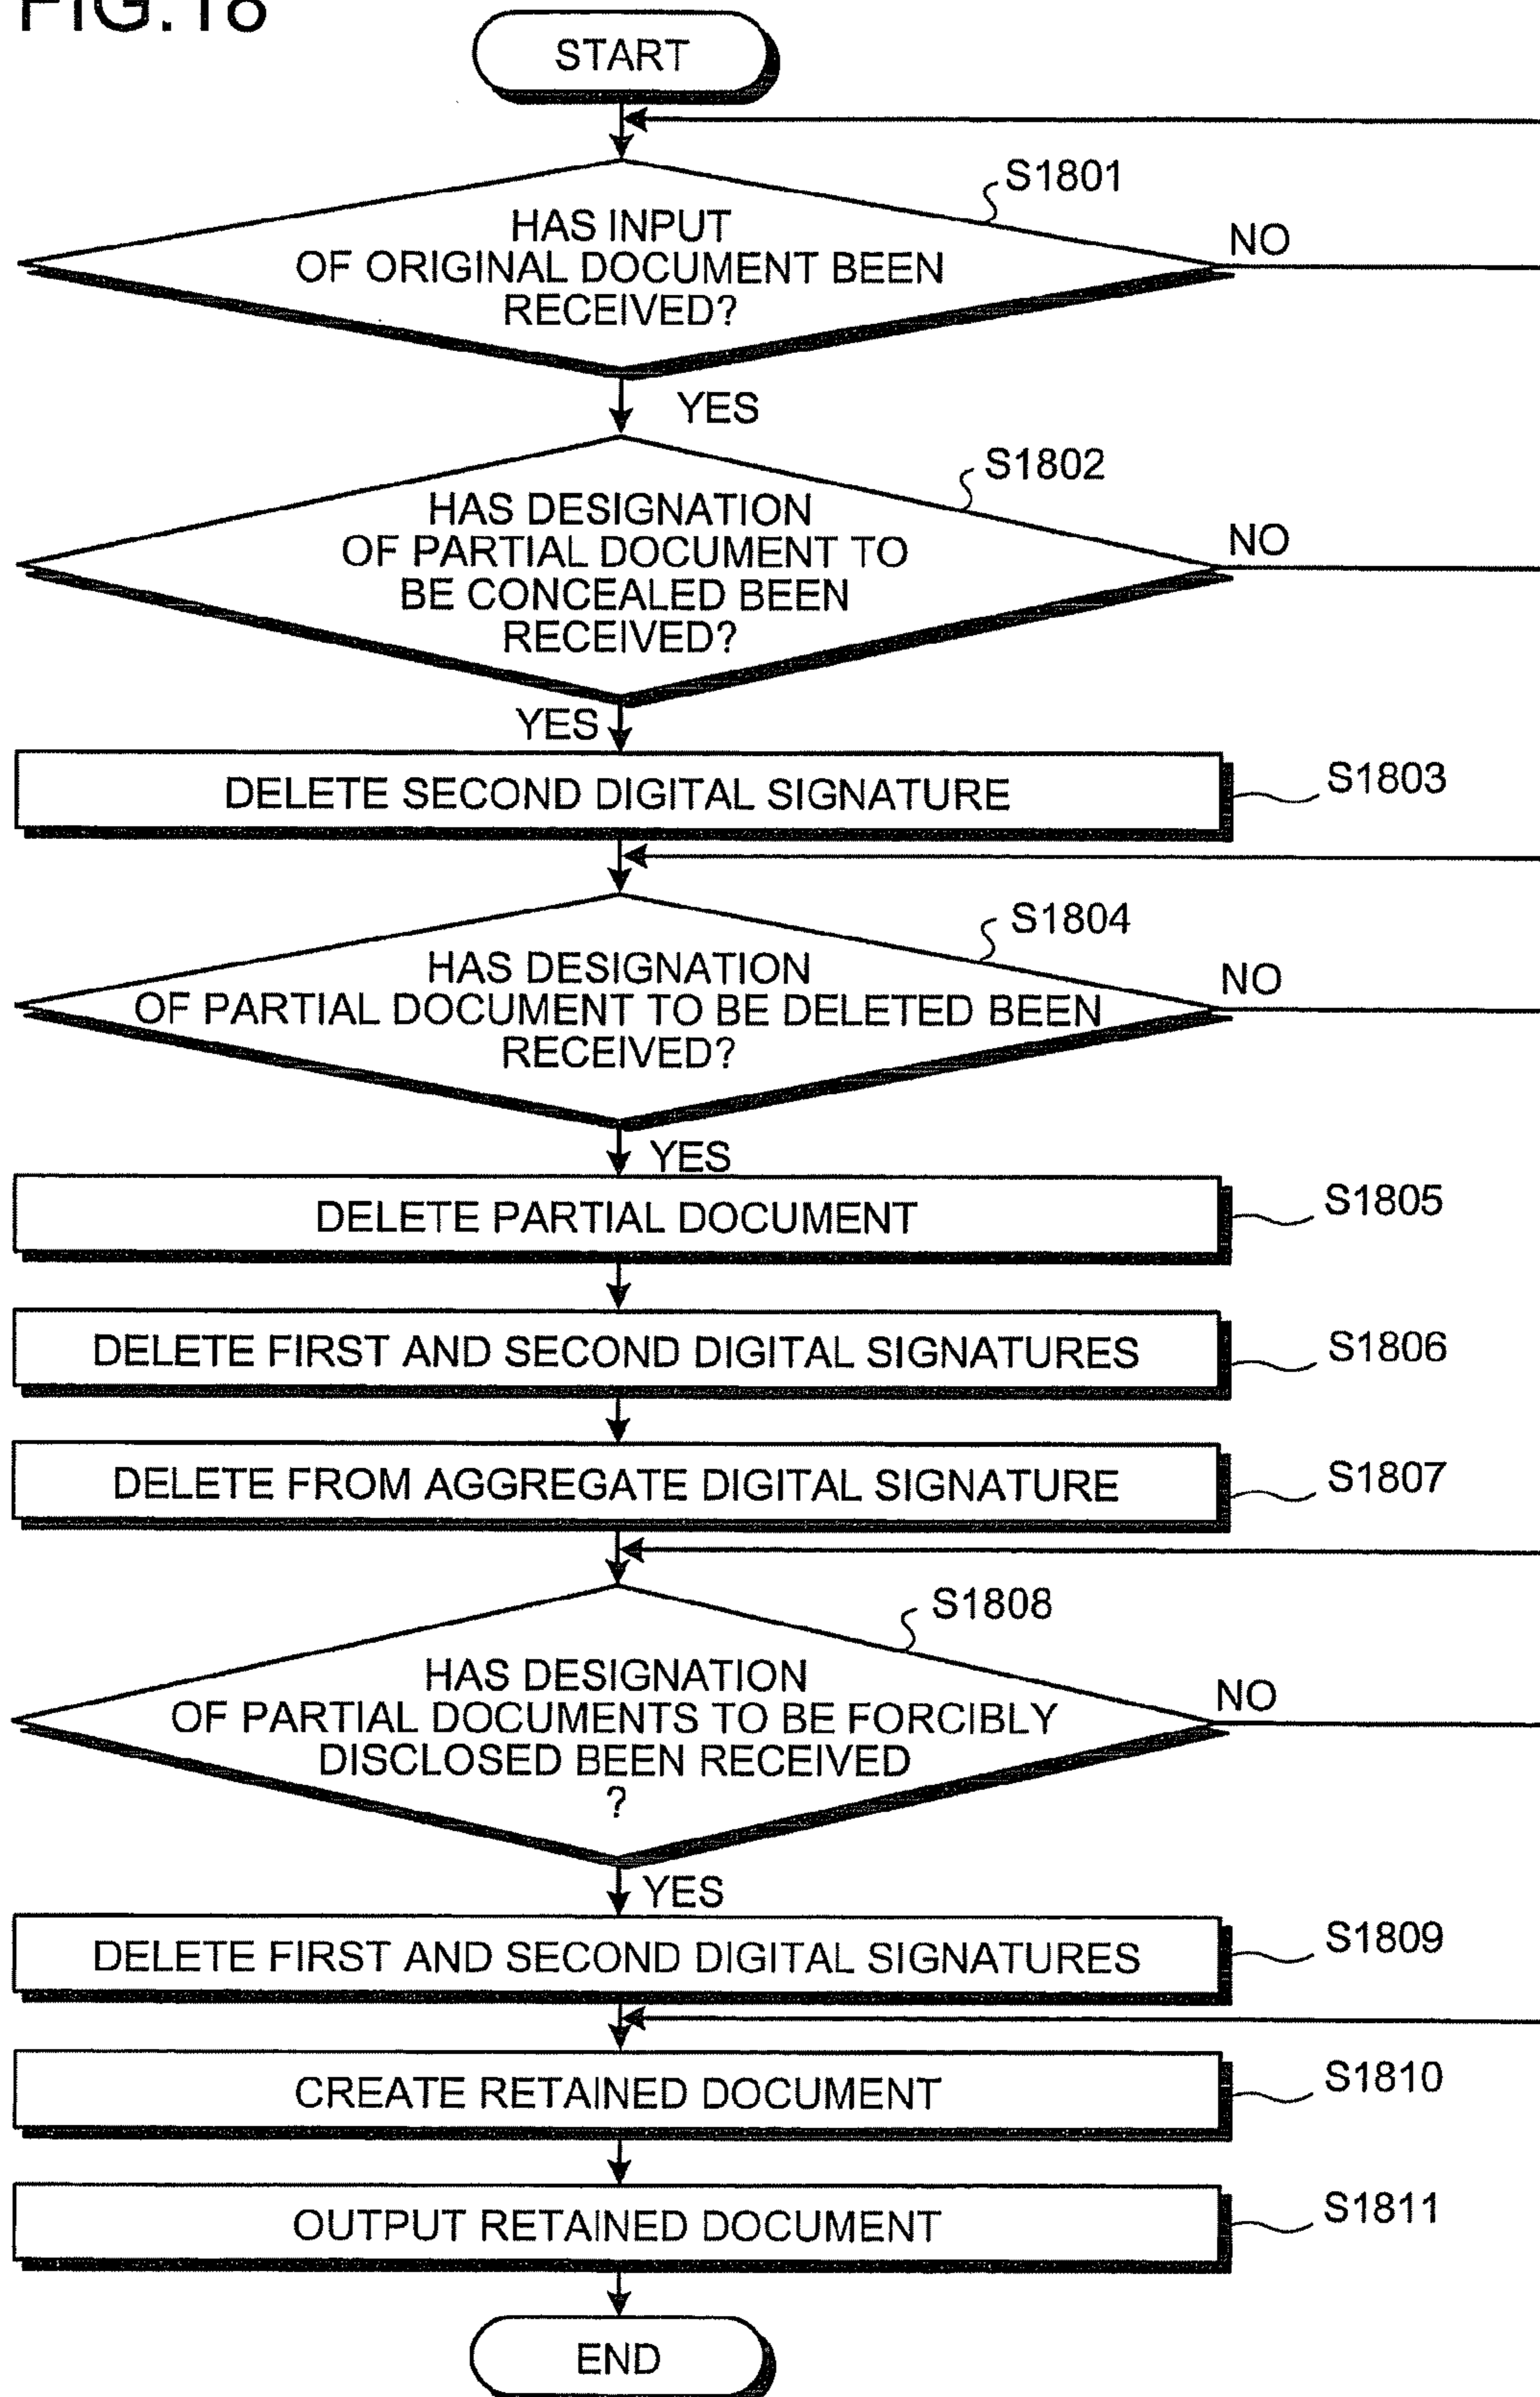 FIG.18
START
S1801
HAS INPUT
OF ORIGINAL DOCUMENT BEEN
RECEIVED?
NO
YES
S1802
HAS DESIGNATION
OF PARTIAL DOCUMENT TO
BE CONCEALED BEEN
RECEIVED?
NO
YES
DELETE SECOND DIGITAL SIGNATURE
S1803
S1804
HAS DESIGNATION
OF PARTIAL DOCUMENT TO BE DELETED BEEN
RECEIVED?
NO
YES
DELETE PARTIAL DOCUMENT
S1805
DELETE FIRST AND SECOND DIGITAL SIGNATURES
S1806
DELETE FROM AGGREGATE DIGITAL SIGNATURE
S1807
S1808
HAS DESIGNATION
OF PARTIAL DOCUMENTS TO BE FORCIBLY
DISCLOSED BEEN RECEIVED
?
NO
YES
DELETE FIRST AND SECOND DIGITAL SIGNATURES
S1809
CREATE RETAINED DOCUMENT
S1810
OUTPUT RETAINED DOCUMENT
S1811
END